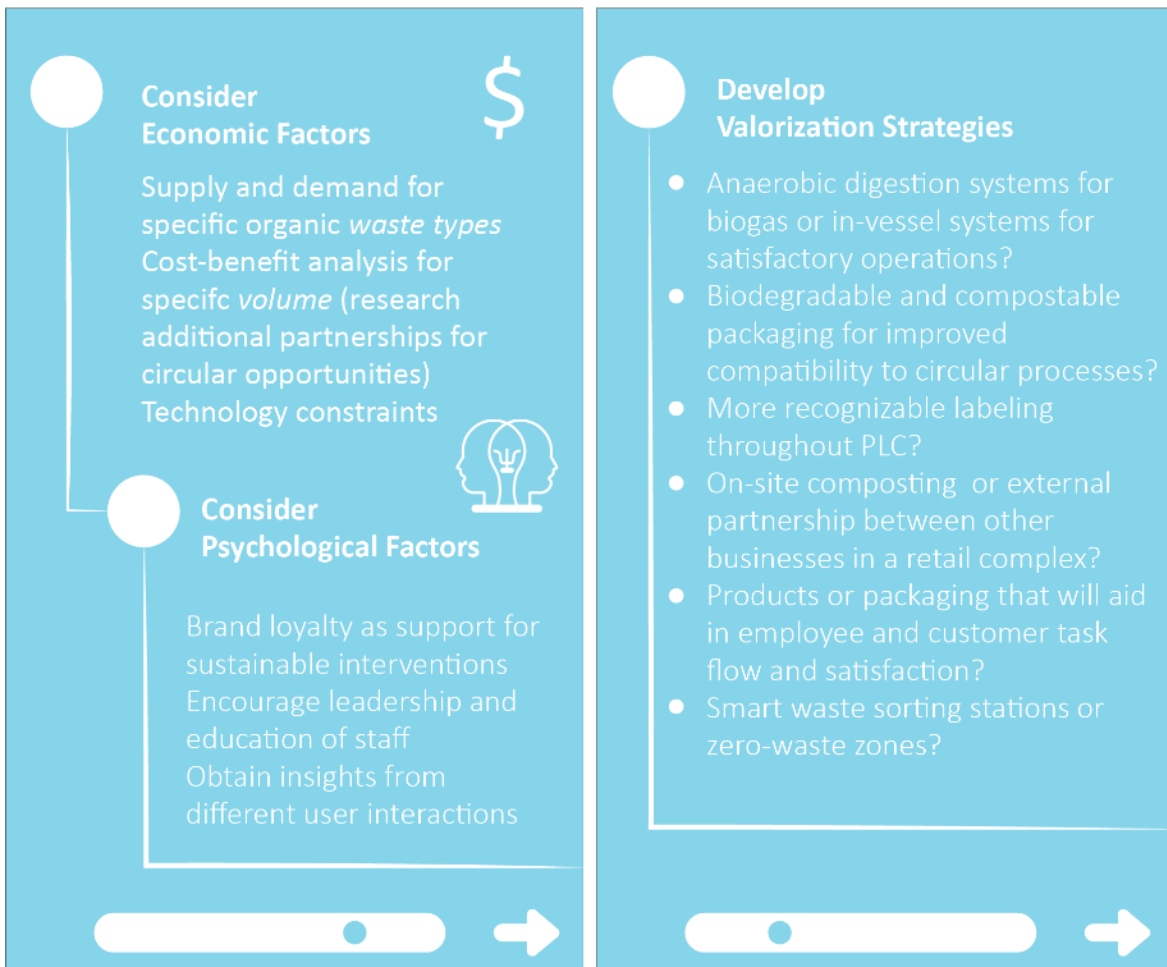 Consider
Economic Factors
$
Supply and demand for
specific organic waste types
Cost-benefit analysis for
specifc volume (research
additional partnerships for
circular opportunities)
Technology constraints
Ψ
Consider
Psychological Factors
Brand loyalty as support for
sustainable interventions
Encourage leadership and
education of staff
Obtain insights from
different user interactions
Develop
Valorization Strategies
● Anaerobic digestion systems for
biogas or in-vessel systems for
satisfactory operations?
● Biodegradable and compostable
packaging for improved
compatibility to circular processes?
● More recognizable labeling
throughout PLC?
● On-site composting or external
partnership between other
businesses in a retail complex?
● Products or packaging that will aid
in employee and customer task
flow and satisfaction?
● Smart waste sorting stations or
zero-waste zones?